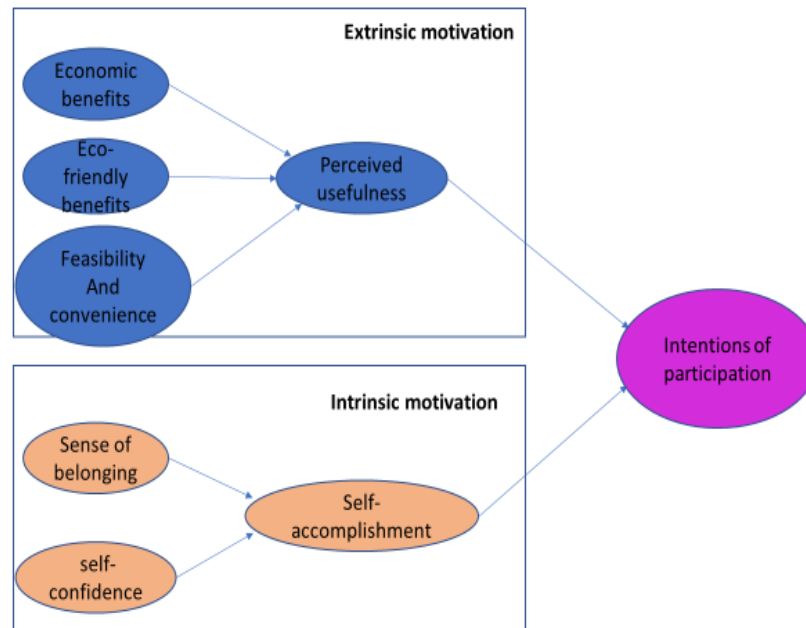 Extrinsic motivation
Economic
benefits
Eco-
friendly
benefits
Perceived
usefulness
Feasibility
And
convenience
Intentions of
participation
Intrinsic motivation
Sense of
belonging
Self-
accomplishment
self-
confidence